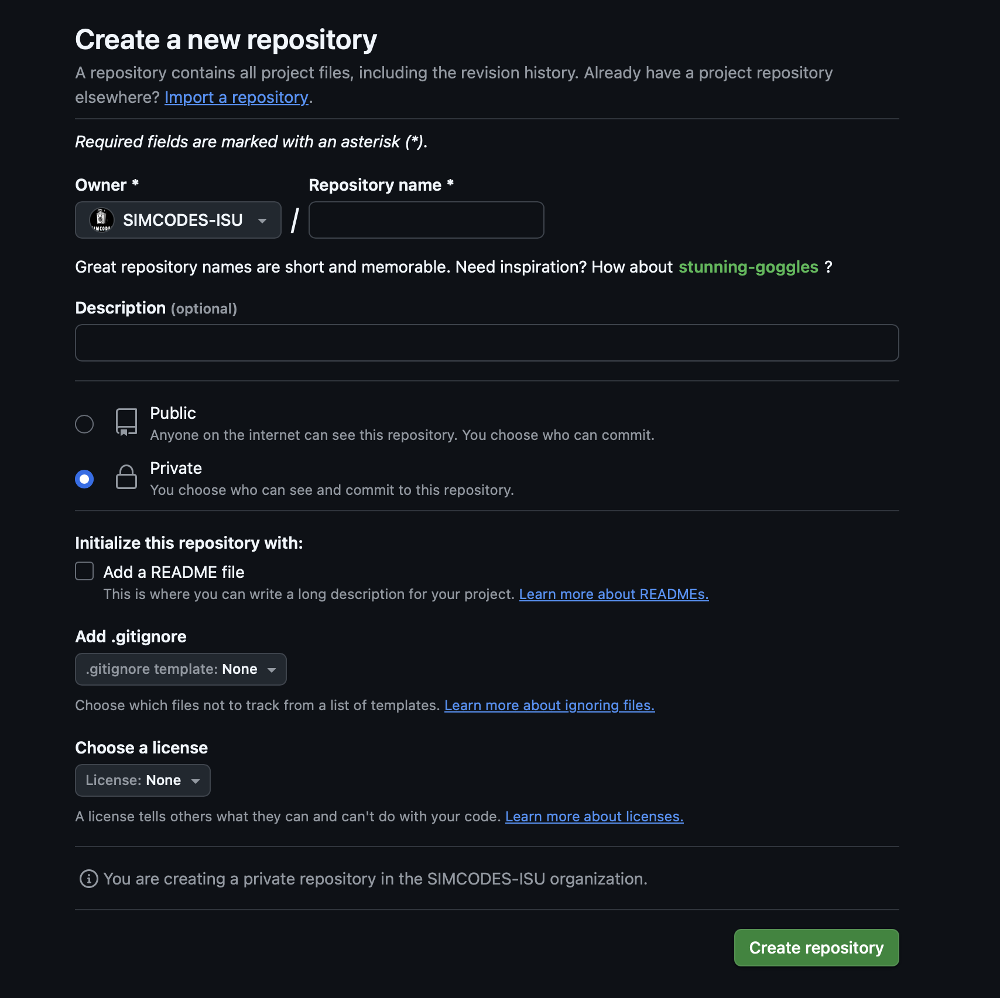 Create a new repository
A repository contains all project files, including the revision history. Already have a project repository
elsewhere? Import a repository.
Required fields are marked with an asterisk (*).
Owner *
Repository name *
SIMCODES-ISU
/
Great repository names are short and memorable. Need inspiration? How about stunning-goggles ?
Description (optional)
Public
Anyone on the internet can see this repository. You choose who can commit.
Private
You choose who can see and commit to this repository.
Initialize this repository with:
Add a README file
This is where you can write a long description for your project. Learn more about READMEs.
Add .gitignore
.gitignore template: None
Choose which files not to track from a list of templates. Learn more about ignoring files.
Choose a license
License: None
A license tells others what they can and can't do with your code. Learn more about licenses.
You are creating a private repository in the SIMCODES-ISU organization.
Create repository